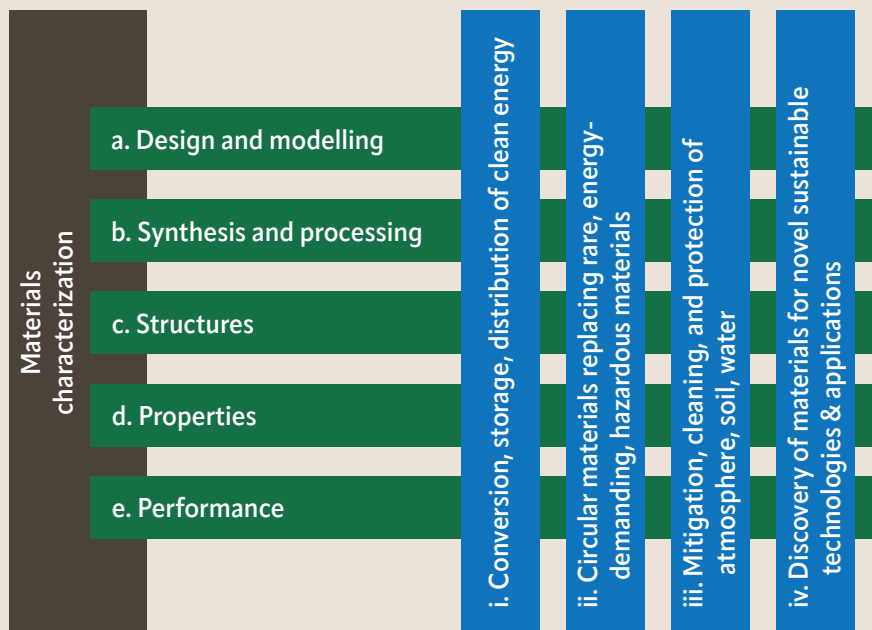 Materials
characterization
a. Design and modelling
b. Synthesis and processing
c. Structures
d. Properties
e. Performance
i. Conversion, storage, distribution of clean energy
ii. Circular materials replacing rare, energy-
demanding, hazardous materials
iii. Mitigation, cleaning, and protection of
atmosphere, soil, water
iv. Discovery of materials for novel sustainable
technologies & applications